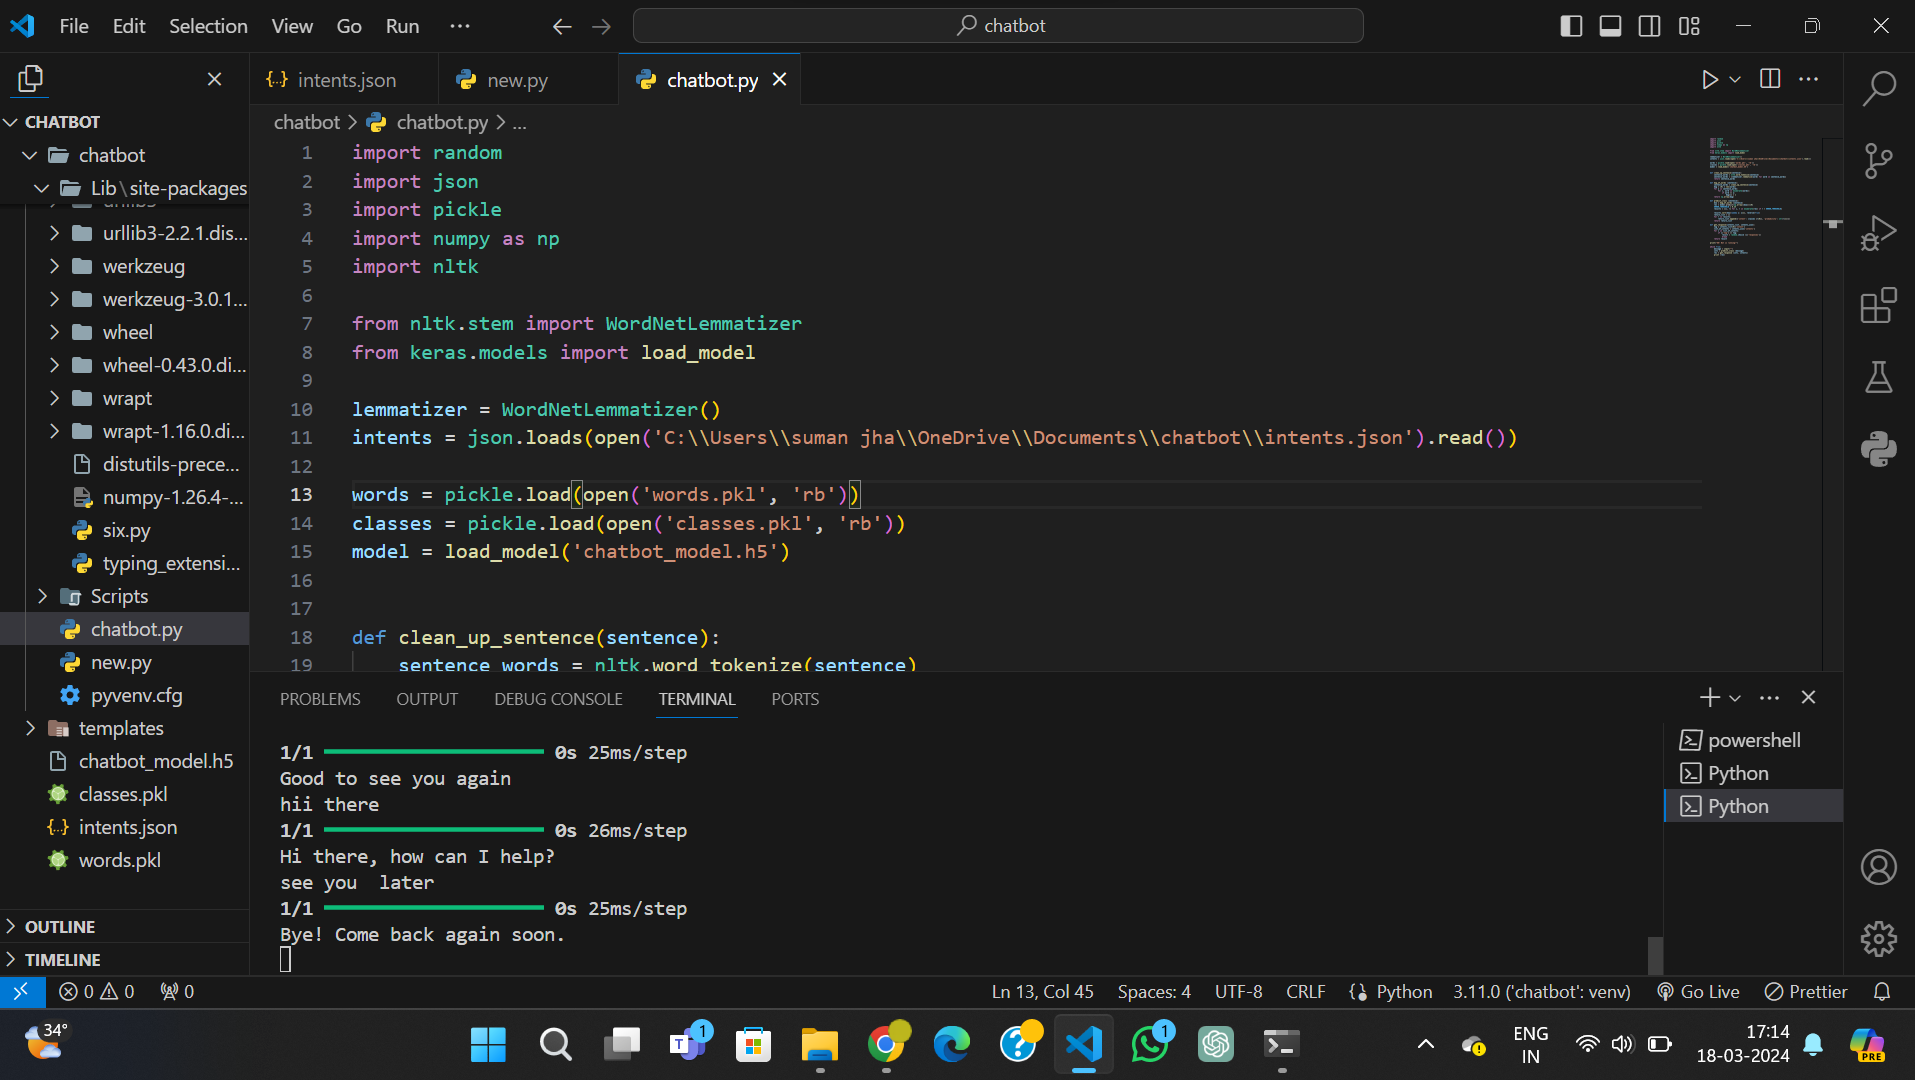 File Edit Selection View Go Run ...
chatbot
intents.json
new.py
chatbot.py
CHATBOT
chatbot
Lib\site-packages
urllib3-2.2.1.dis...
werkzeug
werkzeug-3.0.1...
wheel
wheel-0.43.0.di...
wrapt
wrapt-1.16.0.di...
distutils-prece...
numpy-1.26.4-...
six.py
typing_extensi...
Scripts
chatbot.py
new.py
pyvenv.cfg
templates
chatbot_model.h5
classes.pkl
intents.json
words.pkl
OUTLINE
TIMELINE
chatbot > chatbot.py > ...
1 import random
2 import json
3 import pickle
4 import numpy as np
5 import nltk
6
7 from nltk.stem import WordNetLemmatizer
8 from keras.models import load_model
9
10 lemmatizer = WordNetLemmatizer()
11 intents = json.loads(open('C:\\Users\\suman jha\\OneDrive\\Documents\\chatbot\\intents.json').read())
12
13 words = pickle.load(open('words.pkl', 'rb'))
14 classes = pickle.load(open('classes.pkl', 'rb'))
15 model = load_model('chatbot_model.h5')
16
17
18 def clean_up_sentence(sentence):
19 sentence_words = nltk.word_tokenize(sentence)
PROBLEMS OUTPUT DEBUG CONSOLE TERMINAL PORTS
1/1 0s 25ms/step
Good to see you again
hii there
1/1 0s 26ms/step
Hi there, how can I help?
see you  later
1/1 0s 25ms/step
Bye! Come back again soon.
powershell
Python
Python
0 0 0
Ln 13, Col 45 Spaces: 4 UTF-8 CRLF Python 3.11.0 ('chatbot': venv) Go Live Prettier
34°
1
1
ENG
IN
17:14
18-03-2024
PRE